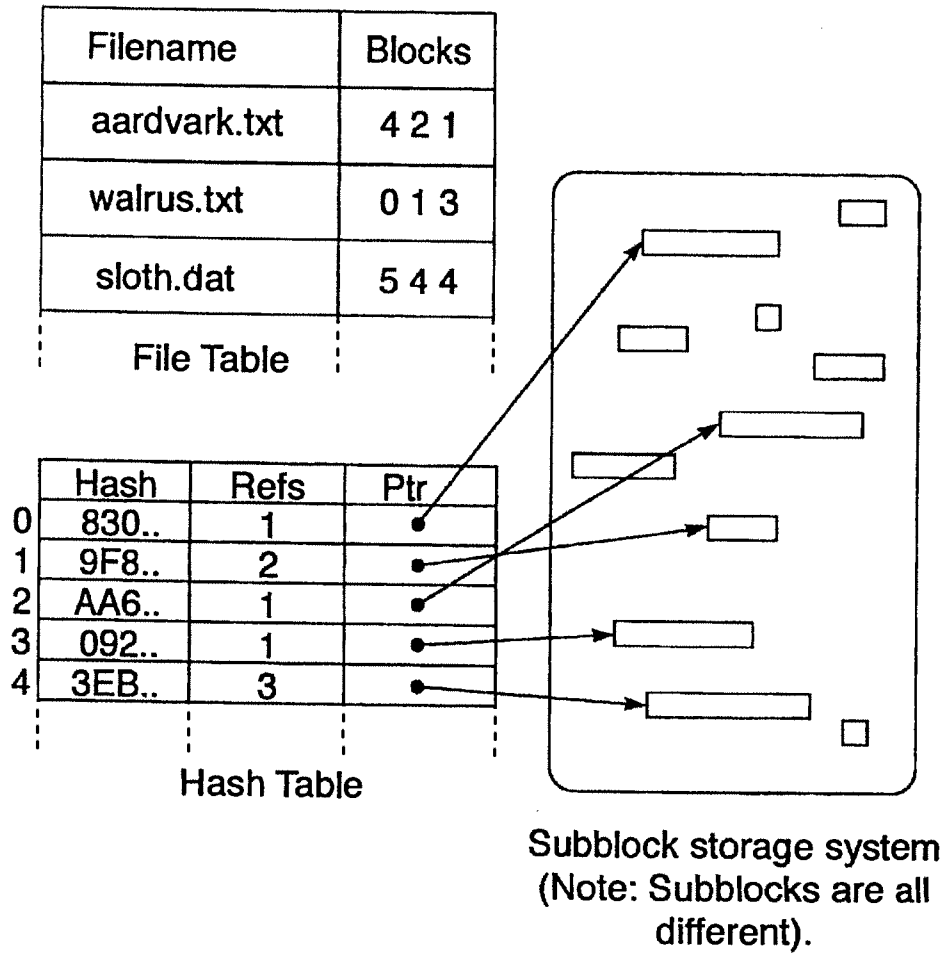 Filename Blocks
aardvark.txt 4 2 1
walrus.txt 0 1 3
sloth.dat 5 4 4
File Table
Hash Refs Ptr
0 830.. 1
1 9F8.. 2
2 AA6.. 1
3 092.. 1
4 3EB.. 3
Hash Table
Subblock storage system
(Note: Subblocks are all
different).